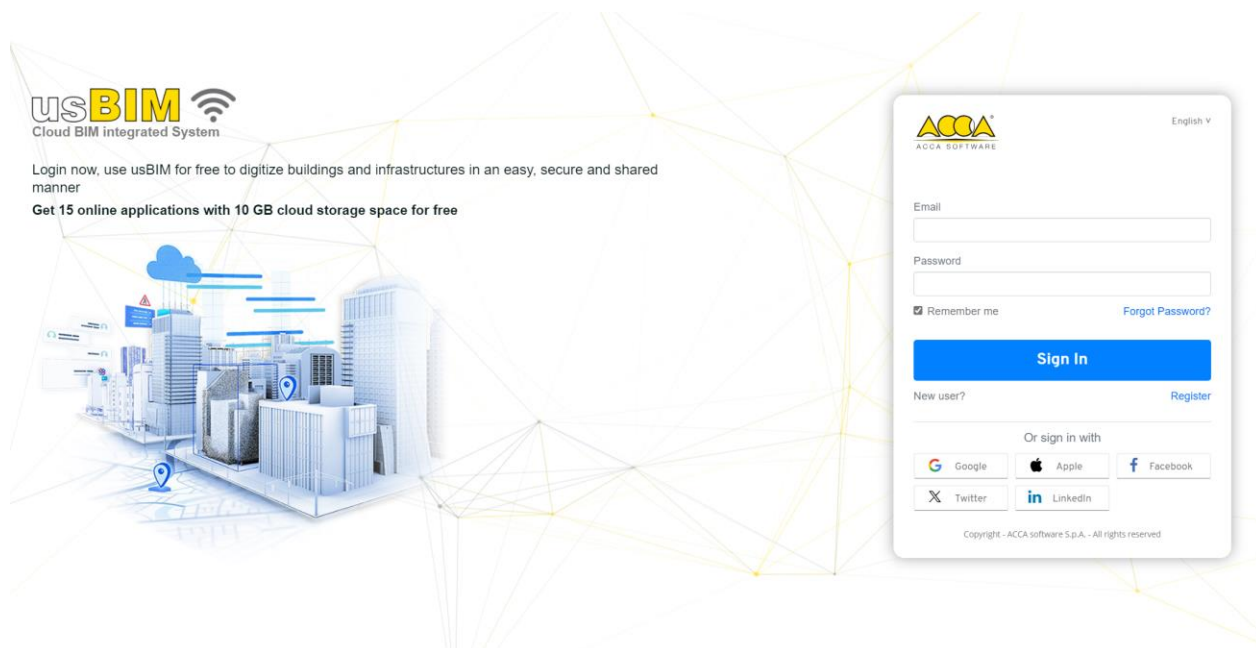 usBIM
Cloud BIM integrated System
Login now, use usBIM for free to digitize buildings and infrastructures in an easy, secure and shared
manner
Get 15 online applications with 10 GB cloud storage space for free
ACCA
ACCA SOFTWARE
English
Email
Password
Remember me
Forgot Password?
Sign In
New user?
Register
Or sign in with
Google
Apple
Facebook
Twitter
LinkedIn
Copyright - ACCA software S.p.A. - All rights reserved